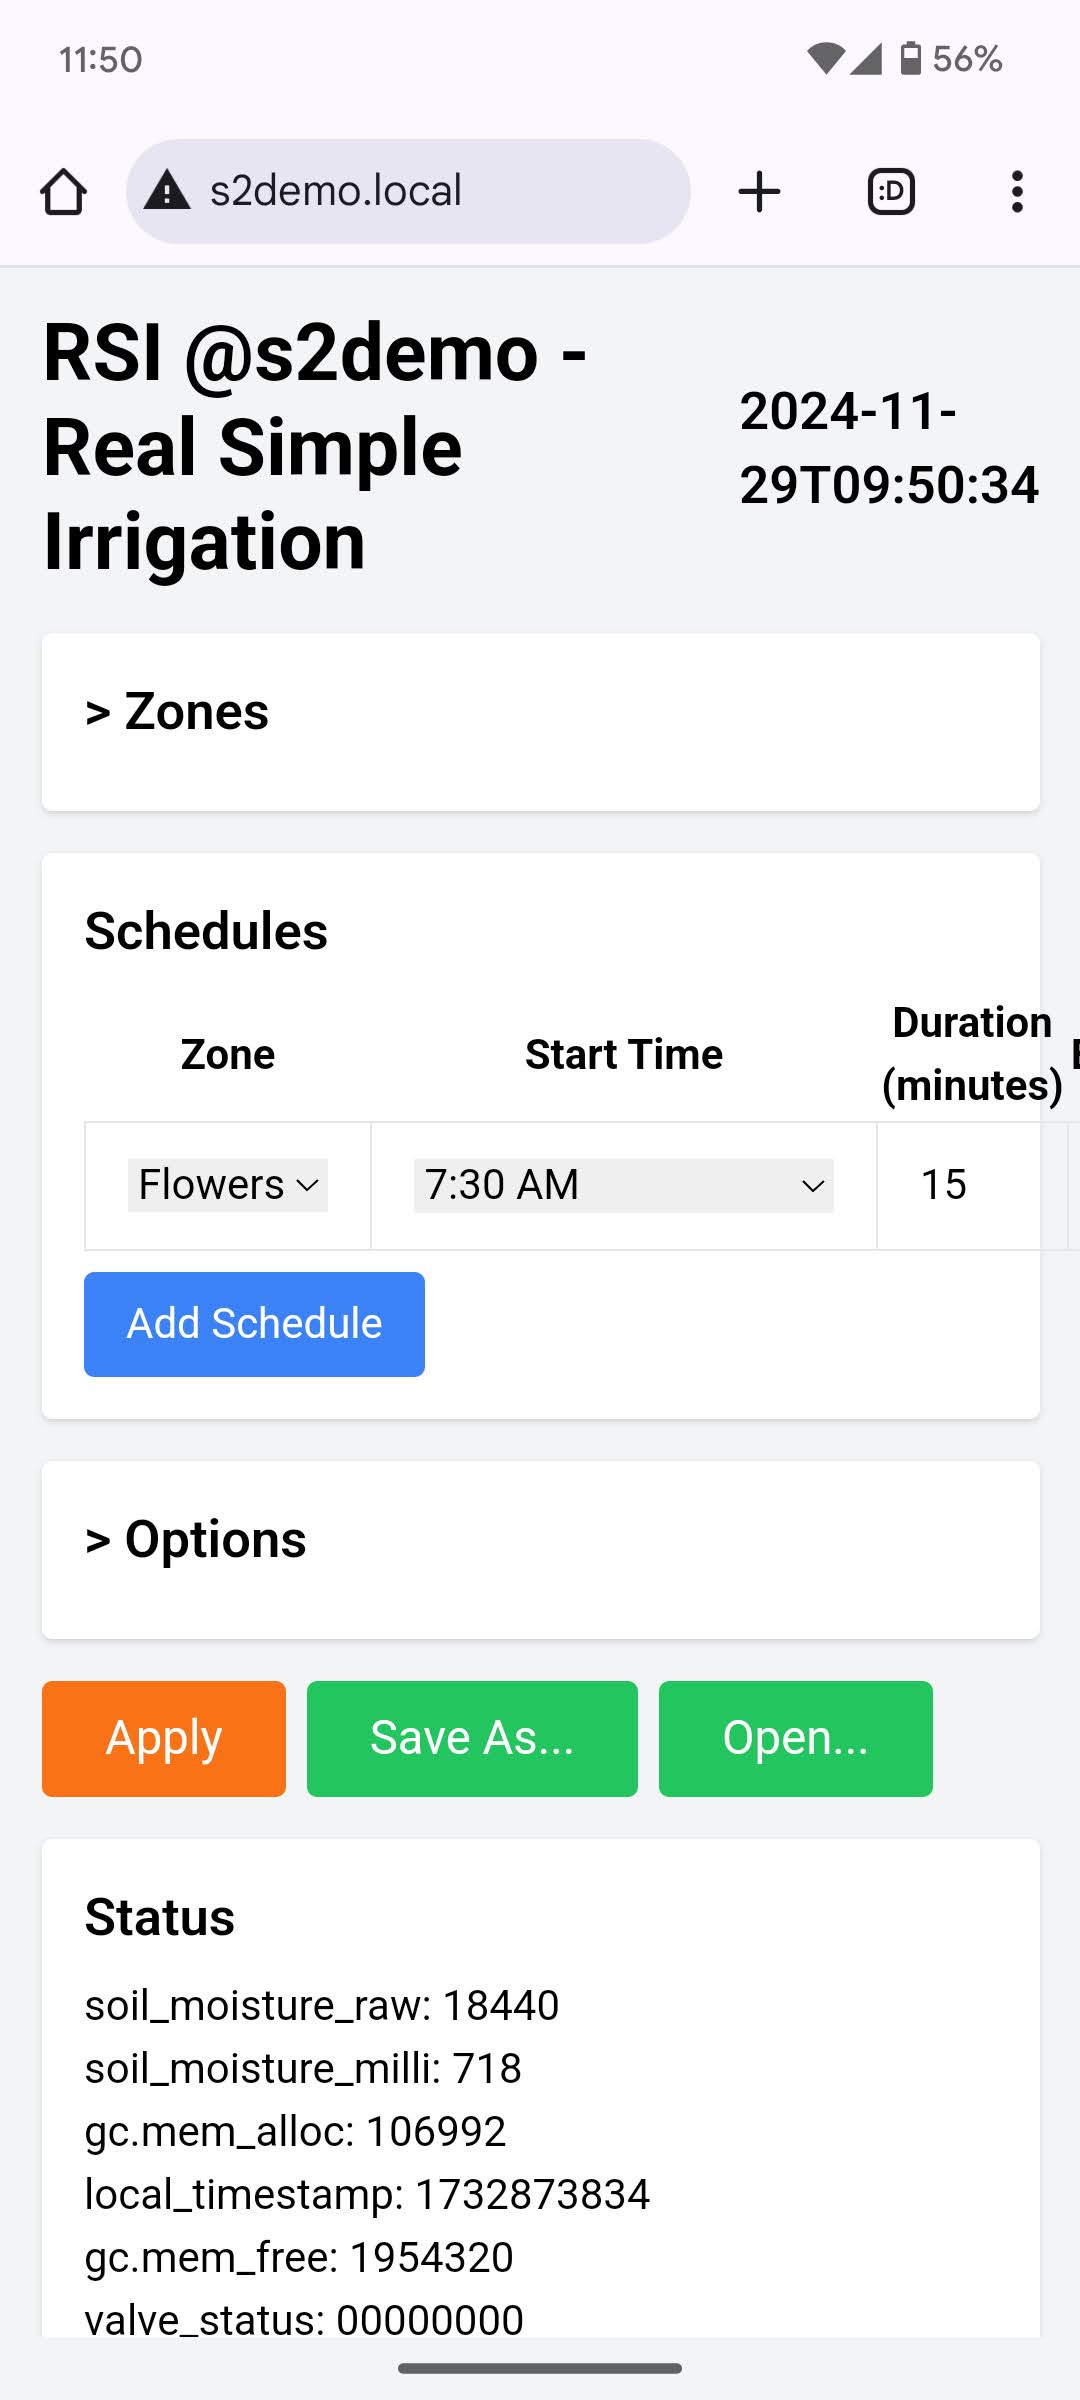 11:50 56%
s2demo.local :D
RSI @s2demo -
Real Simple
Irrigation
2024-11-
29T09:50:34
> Zones
Schedules
Zone Start Time Duration
(minutes)
Flowers 7:30 AM 15
Add Schedule
> Options
Apply Save As... Open...
Status
soil_moisture_raw: 18440
soil_moisture_milli: 718
gc.mem_alloc: 106992
local_timestamp: 1732873834
gc.mem_free: 1954320
valve_status: 00000000